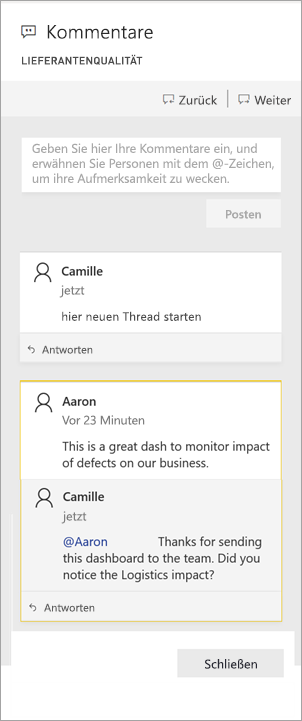 Kommentare
LIEFERANTENQUALITÄT
Zurück
Weiter
Geben Sie hier Ihre Kommentare ein, und
erwähnen Sie Personen mit dem @-Zeichen,
um ihre Aufmerksamkeit zu wecken.
Posten
Camille
jetzt
hier neuen Thread starten
Antworten
Aaron
Vor 23 Minuten
This is a great dash to monitor impact
of defects on our business.
Camille
jetzt
@Aaron Thanks for sending
this dashboard to the team. Did you
notice the Logistics impact?
Antworten
Schließen